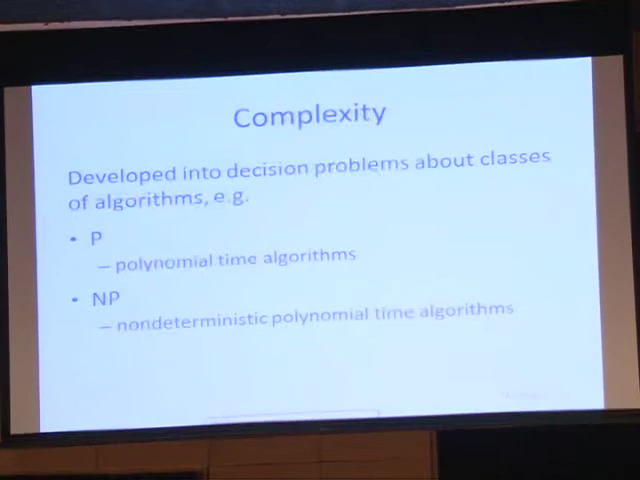 Complexity
Developed into decision problems about classes
of algorithms, e.g.
• P
– polynomial time algorithms
• NP
– nondeterministic polynomial time algorithms